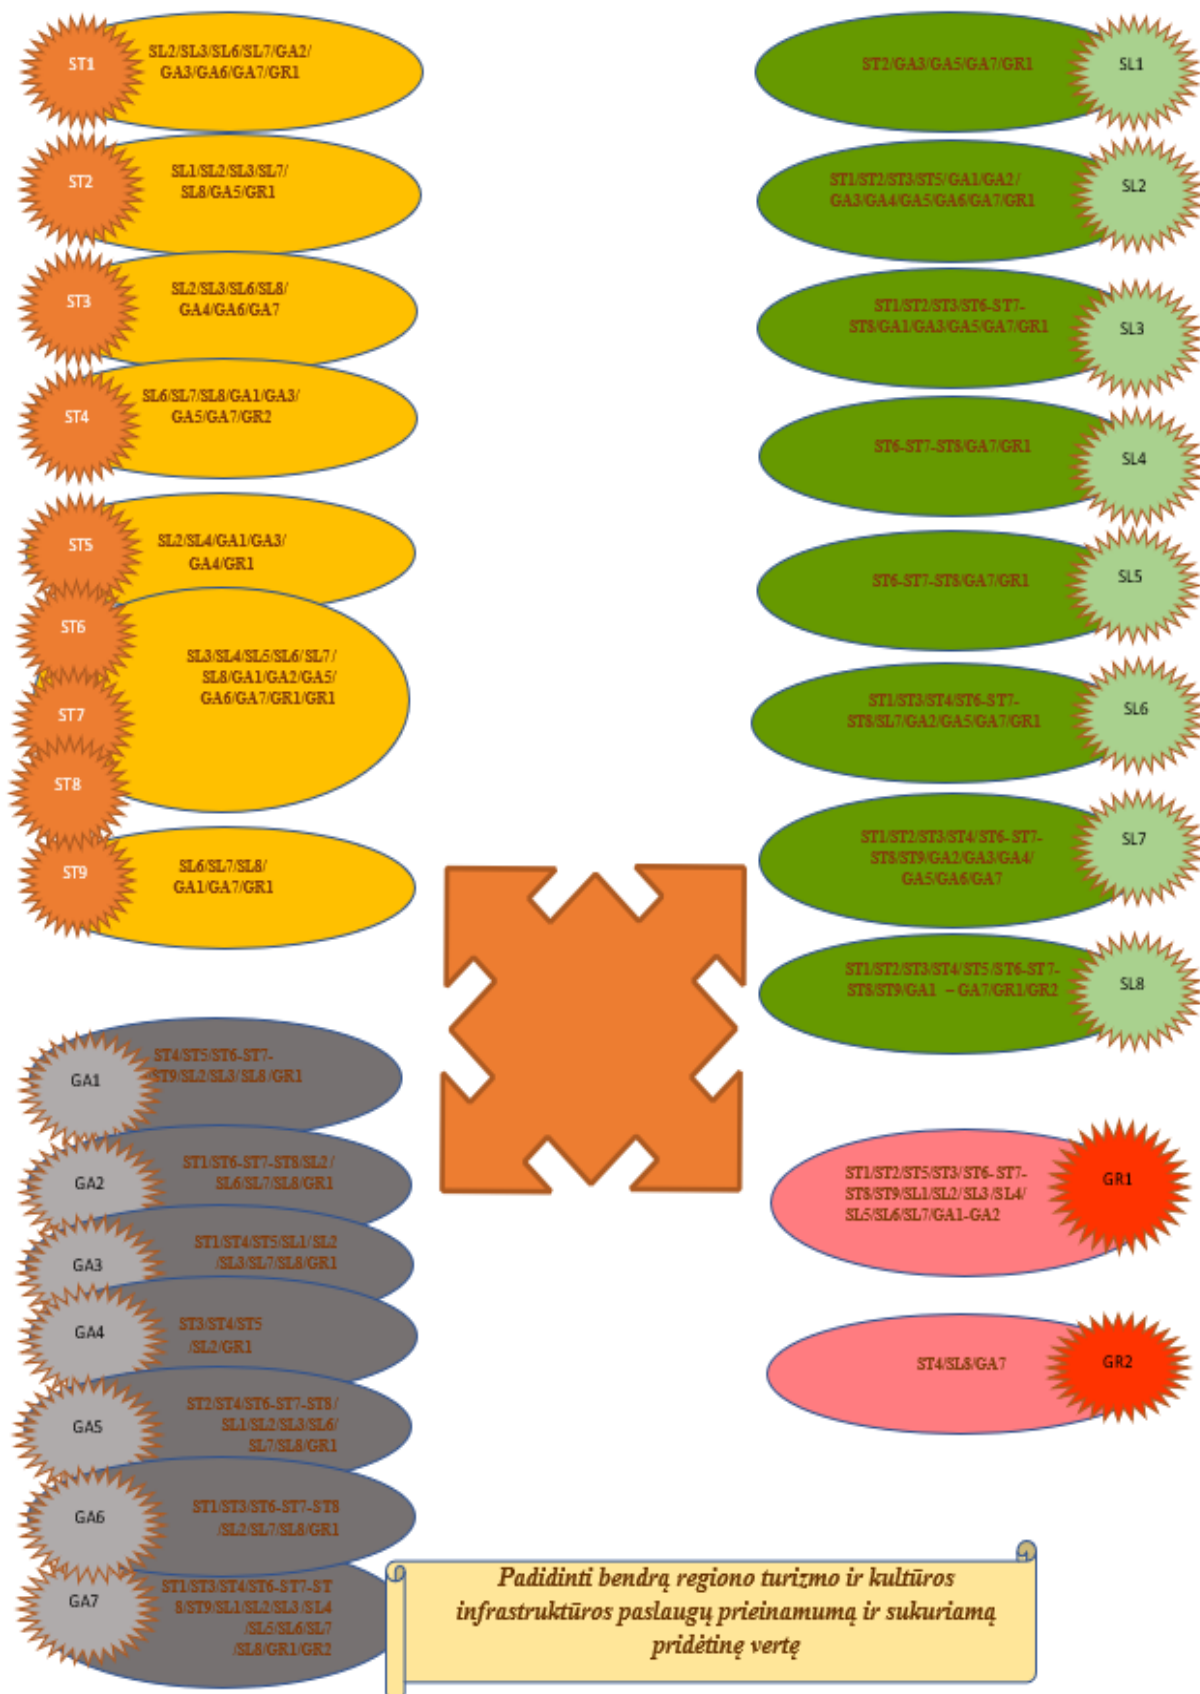 ST1
SL2/SL3/SL6/SL7/GA2/
GA3/GA6/GA7/GR1
ST2
SL1/SL2/SL3/SL7/
SL8/GA5/GR1
ST3
SL2/SL3/SL6/SL8/
GA4/GA6/GA7
ST4
SL6/SL7/SL8/GA1/GA3/
GA5/GA7/GR2
ST5
SL2/SL4/GA1/GA3/
GA4/GR1
ST6
ST7
ST8
SL3/SL4/SL5/SL6/SL7/
SL8/GA1/GA2/GA5/
GA6/GA7/GR1/GR1
ST9
SL6/SL7/SL8/
GA1/GA7/GR1
SL1
ST2/GA3/GA5/GA7/GR1
SL2
ST1/ST2/ST3/ST5/GA1/GA2/
GA3/GA4/GA5/GA6/GA7/GR1
SL3
ST1/ST2/ST3/ST6-ST7-
ST8/GA1/GA3/GA5/GA7/GR1
SL4
ST6-ST7-ST8/GA7/GR1
SL5
ST6-ST7-ST8/GA7/GR1
SL6
ST1/ST3/ST4/ST6-ST7-
ST8/SL7/GA2/GA5/GA7/GR1
SL7
ST1/ST2/ST3/ST4/ST6-ST7-
ST8/ST9/GA2/GA3/GA4/
GA5/GA6/GA7
SL8
ST1/ST2/ST3/ST4/ST5/ST6-ST7-
ST8/ST9/GA1 – GA7/GR1/GR2
GA1
ST4/ST5/ST6-ST7-
/ST9/SL2/SL3/SL8/GR1
GA2
ST1/ST6-ST7-ST8/SL2/
SL6/SL7/SL8/GR1
GA3
ST1/ST4/ST5/SL1/SL2
/SL3/SL7/SL8/GR1
GA4
ST3/ST4/ST5
/SL2/GR1
GA5
ST2/ST4/ST6-ST7-ST8/
SL1/SL2/SL3/SL6/
SL7/SL8/GR1
GA6
ST1/ST3/ST6-ST7-ST8
/SL2/SL7/SL8/GR1
GA7
ST1/ST3/ST4/ST6-ST7-ST
8/ST9/SL1/SL2/SL3/SL4
/SL5/SL6/SL7
/SL8/GR1/GR2
GR1
ST1/ST2/ST5/ST3/ST6-ST7-
ST8/ST9/SL1/SL2/SL3/SL4/
SL5/SL6/SL7/GA1-GA2
GR2
ST4/SL8/GA7
Padidinti bendrą regiono turizmo ir kultūros
infrastruktūros paslaugų prieinamumą ir sukuriamą
pridėtinę vertę